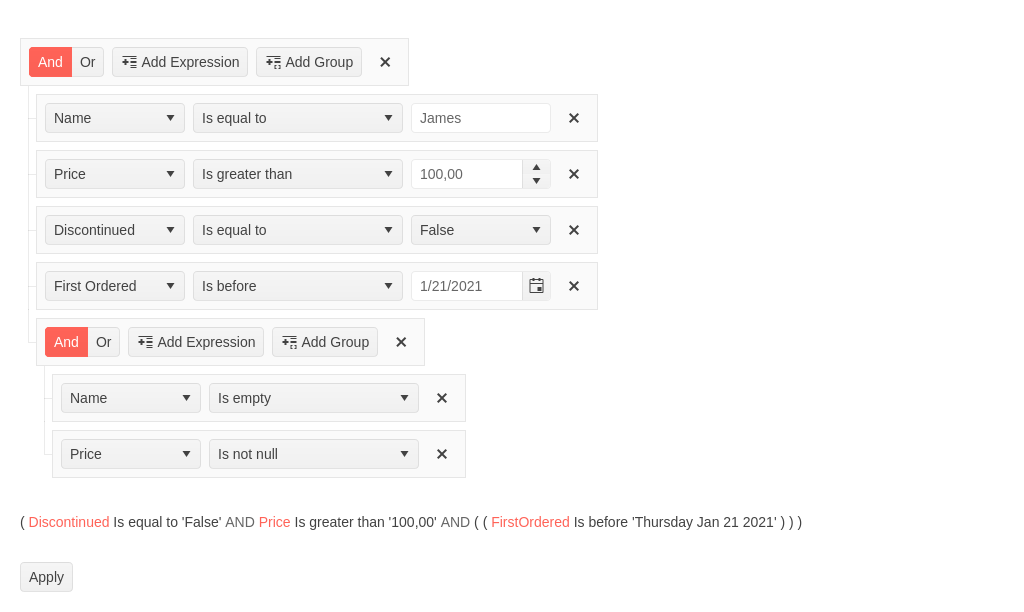 And Or Add Expression Add Group
Name Is equal to James
Price Is greater than 100,00
Discontinued Is equal to False
First Ordered Is before 1/21/2021
And Or Add Expression Add Group
Name Is empty
Price Is not null
( Discontinued Is equal to 'False' AND Price Is greater than '100,00' AND ( ( FirstOrdered Is before 'Thursday Jan 21 2021' ) ) )
Apply